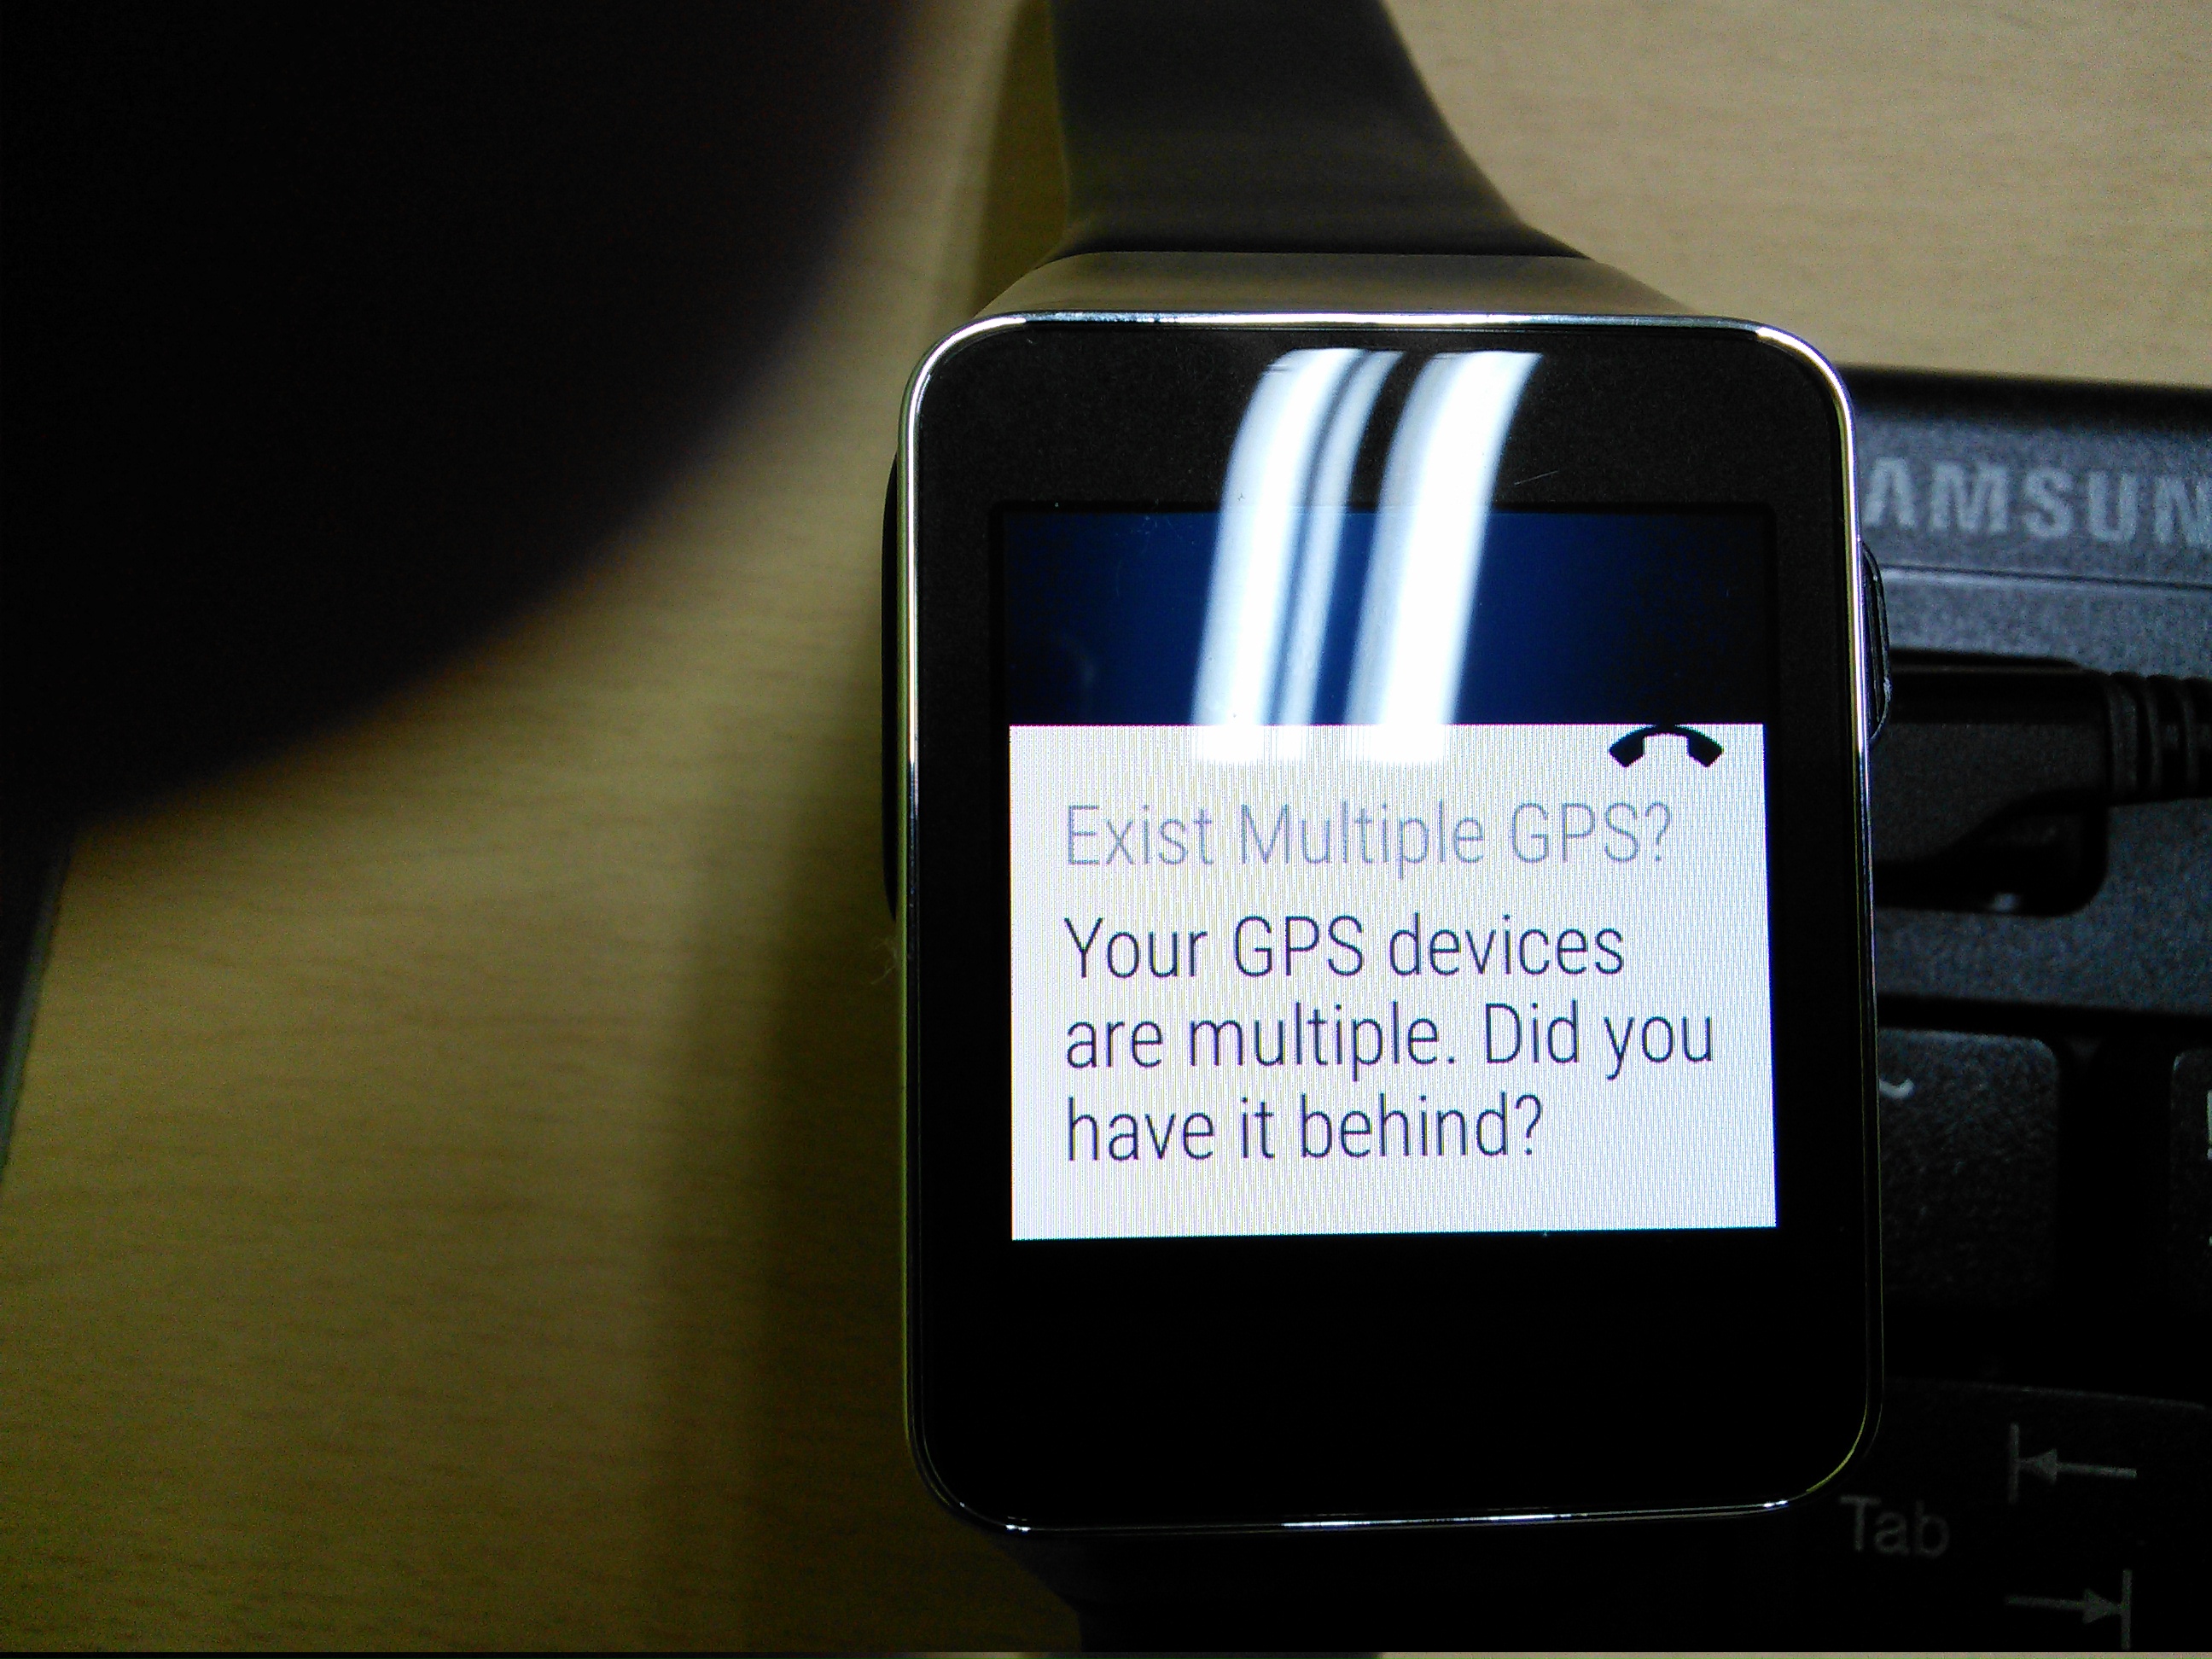 Exist Multiple GPS?
Your GPS devices
are multiple. Did you
have it behind?
AMSUN
Tab